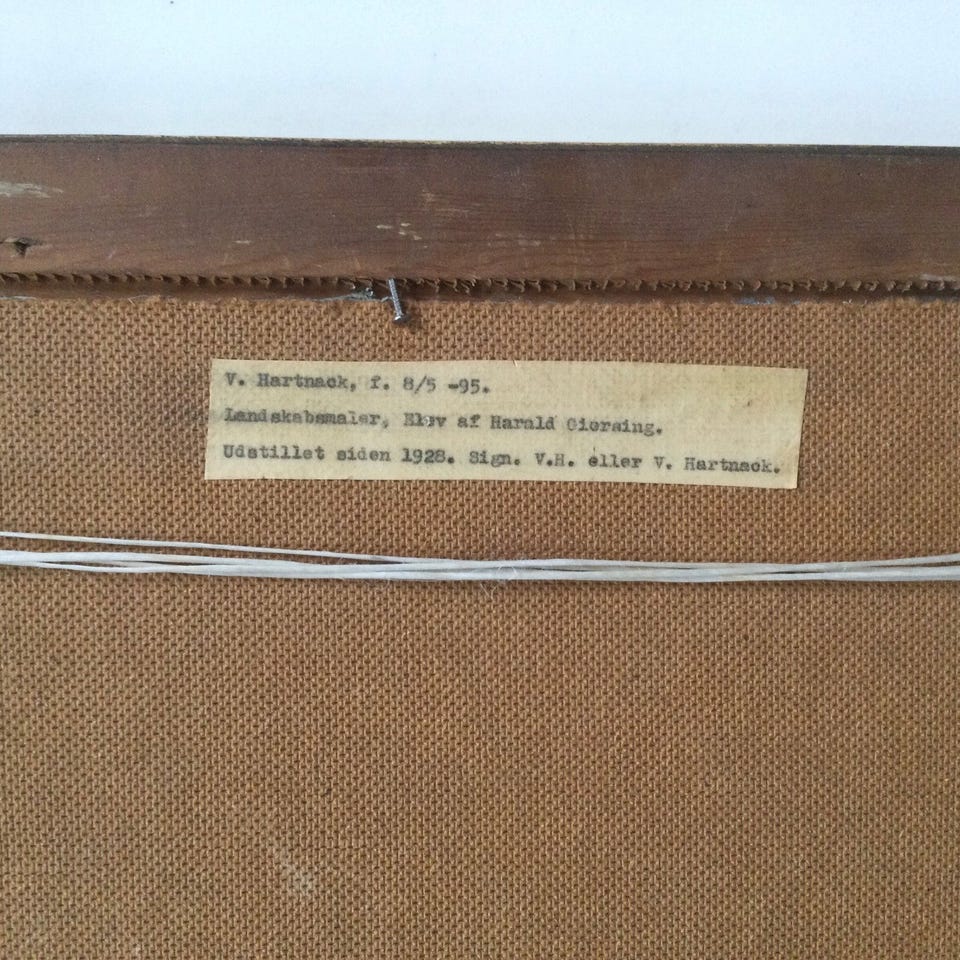 V. Hartnack, f. 8/5 -95.
Landskabsmaler, Elev af Harald Giersing.
Udstillet siden 1928. Sign. V.H. eller V. Hartnack.